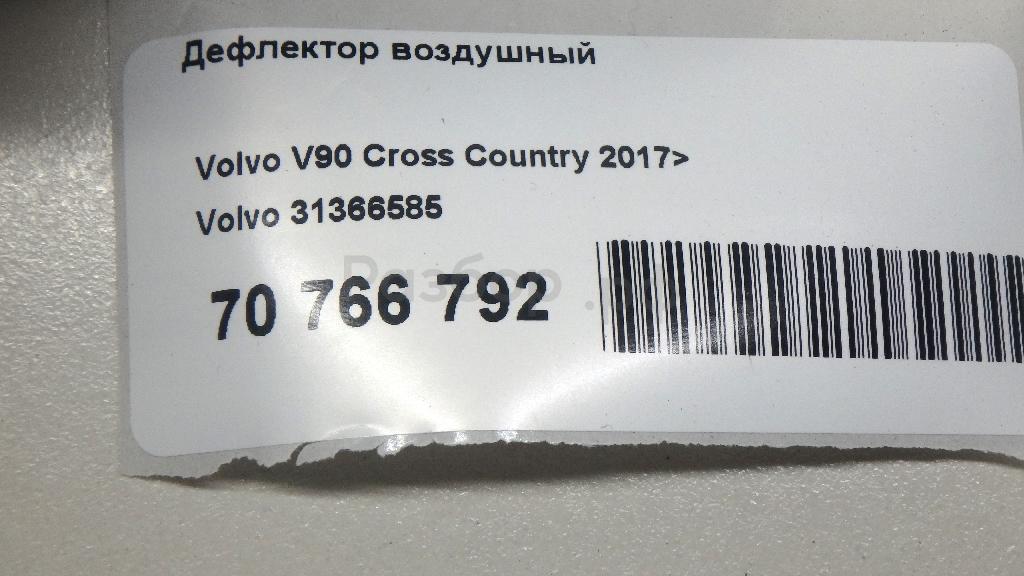 Дефлектор воздушный
Volvo V90 Cross Country 2017>
Volvo 31366585
70 766 792